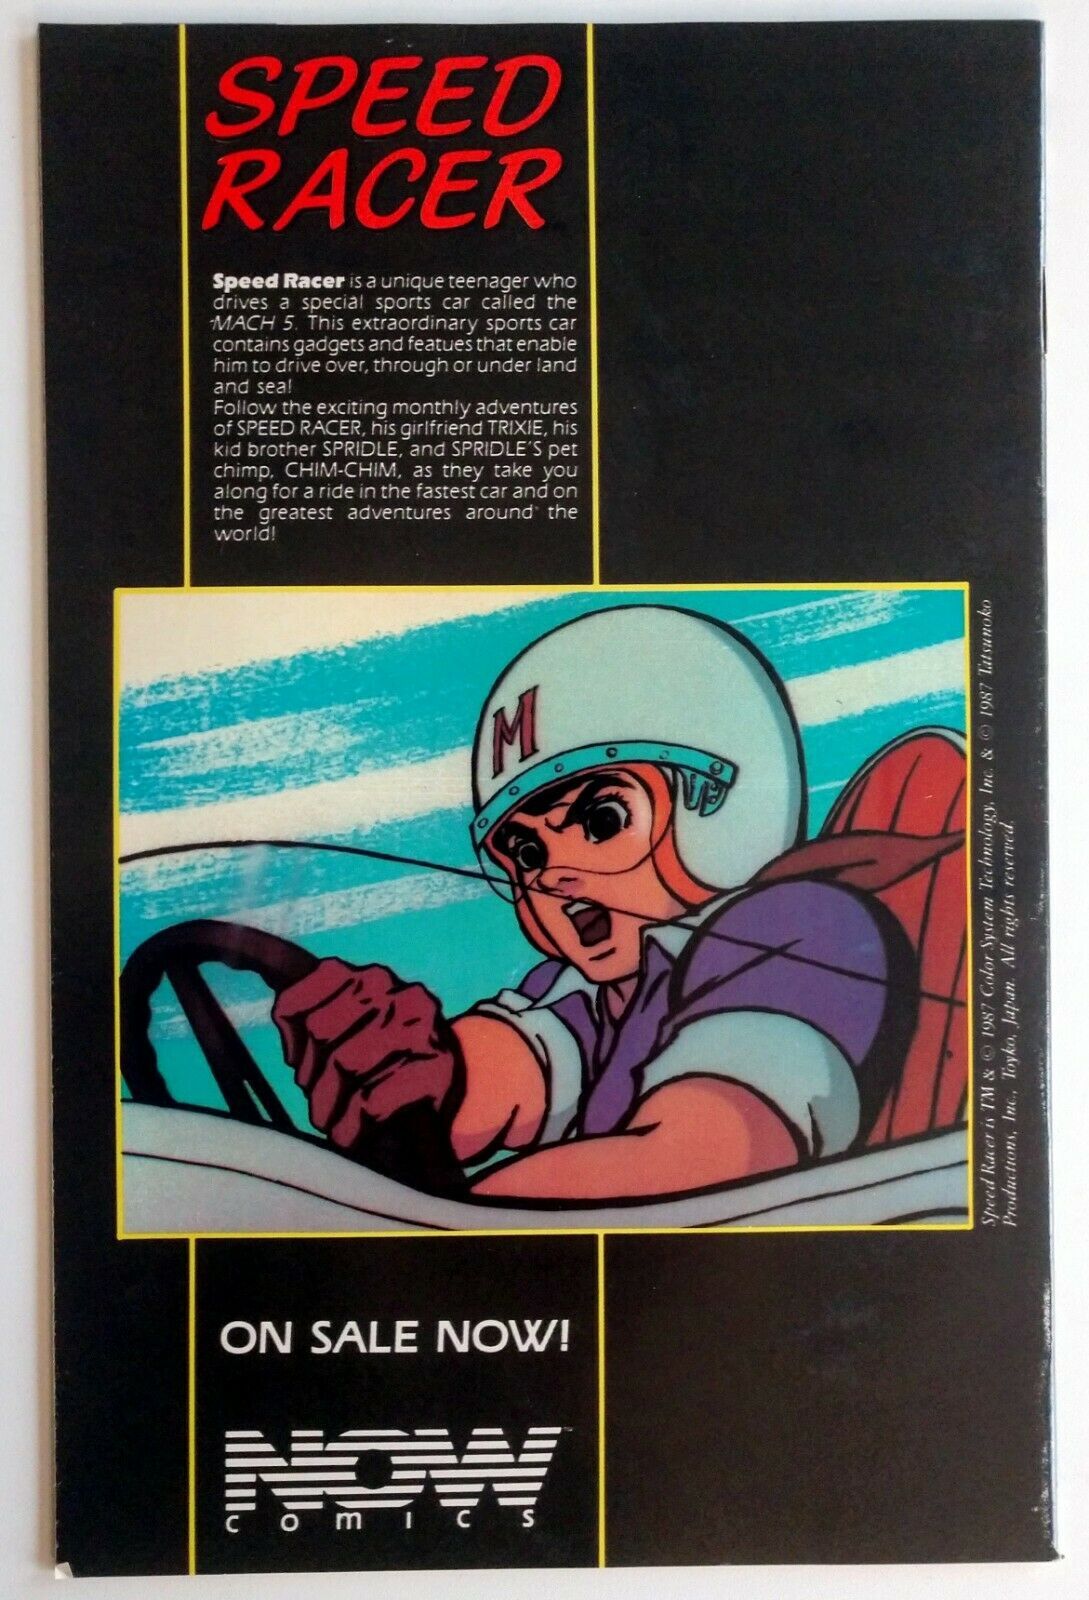 SPEED
RACER
Speed Racer is a unique teenager who
drives a special sports car called the
MACH 5. This extraordinary sports car
contains gadgets and featues that enable
him to drive over, through or under land
and sea!
Follow the exciting monthly adventures
of SPEED RACER, his girlfriend TRIXIE, his
kid brother SPRIDLE, and SPRIDLE'S pet
chimp, CHIM-CHIM, as they take you
along for a ride in the fastest car and on
the greatest adventures around the
world!
M
Speed Racer is TM & © 1987 Color System Technology, Inc. & © 1987 Tatsunoko
Productions, Inc., Toyko, Japan. All rights reserved.
ON SALE NOW!
NOW™
comics